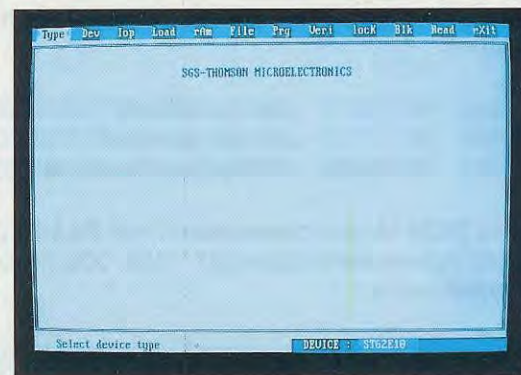 Type Dev Iop Load rAm File Prg Veri locK Blk Read eXit
SGS-THOMSON MICROELECTRONICS
Select device type DEVICE : ST62E10